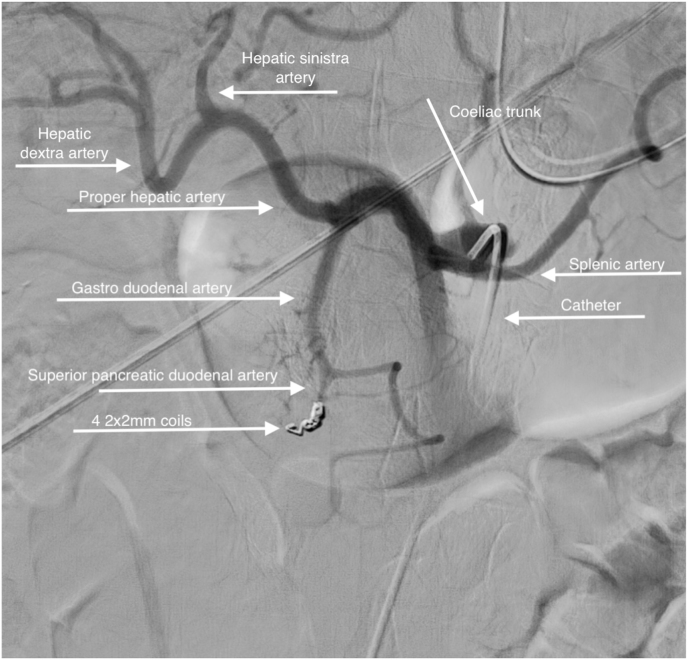 Hepatic sinistra
artery
Coeliac trunk
Hepatic
dextra artery
Proper hepatic artery
Splenic artery
Gastro duodenal artery
Catheter
Superior pancreatic duodenal artery
4 2x2mm coils